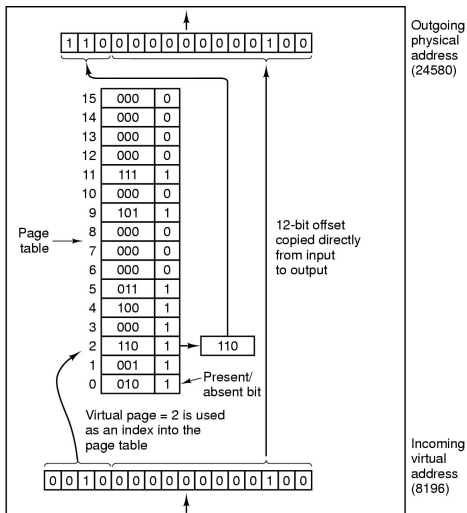 1 1 0 0 0 0 0 0 0 0 0 0 1 0 0
Outgoing
physical
address
(24580)
15 000 0
14 000 0
13 000 0
12 000 0
11 111 1
10 000 0
9 101 1
8 000 0
7 000 0
6 000 0
5 011 1
4 100 1
3 000 1
2 110 1 110
1 001 1
0 010 1
Page
table
12-bit offset
copied directly
from input
to output
Present/
absent bit
Virtual page = 2 is used
as an index into the
page table
0 0 1 0 0 0 0 0 0 0 0 0 0 1 0 0
Incoming
virtual
address
(8196)